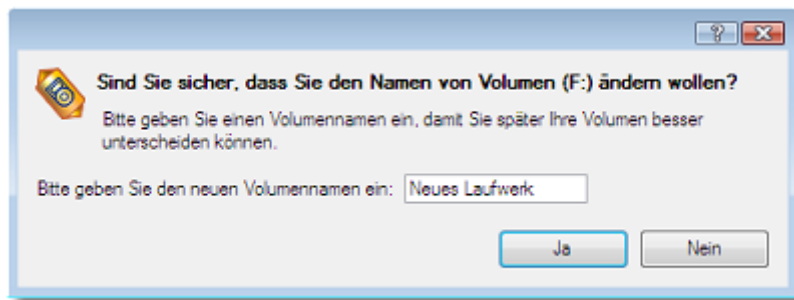 Sind Sie sicher, dass Sie den Namen von Volumen (F:) ändern wollen?
Bitte geben Sie einen Volumennamen ein, damit Sie später Ihre Volumen besser
unterscheiden können.
Bitte geben Sie den neuen Volumennamen ein: Neues Laufwerk
Ja Nein